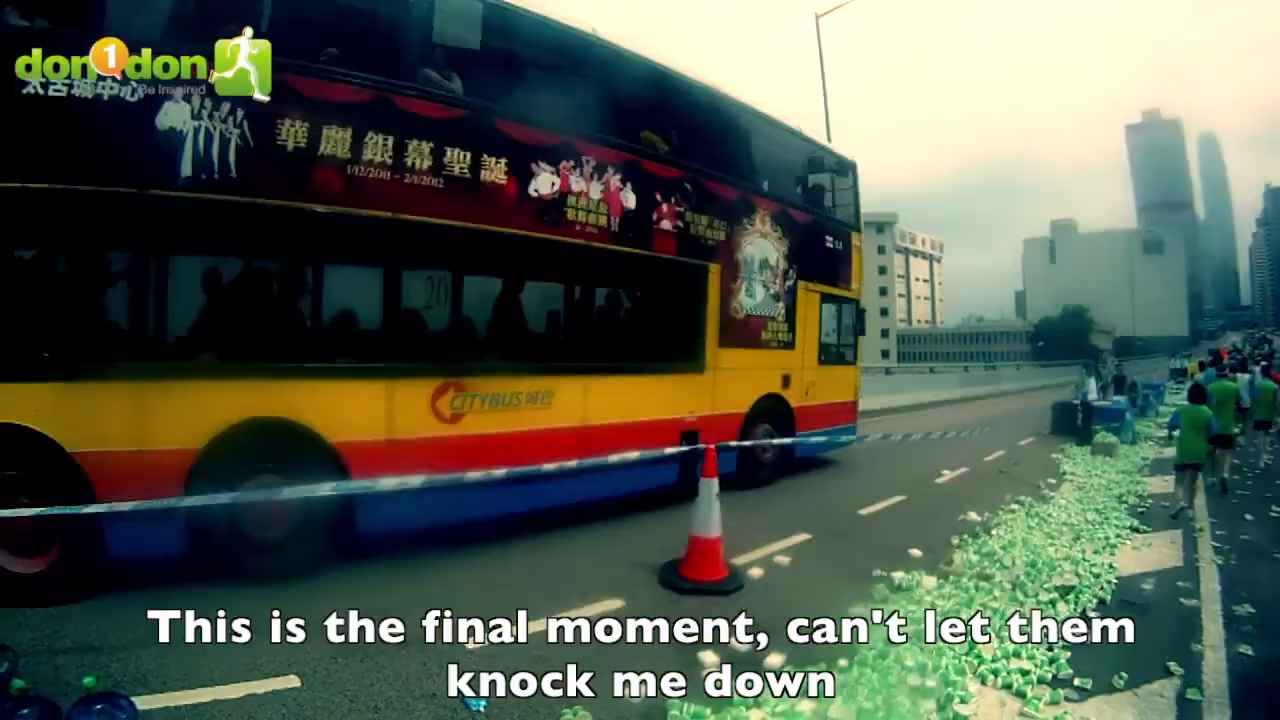 don1don
Be Inspired
太古城中心
華麗銀幕聖誕
1/12/2011 - 2/1/2012
20
CITYBUS 城巴
This is the final moment, can't let them
knock me down